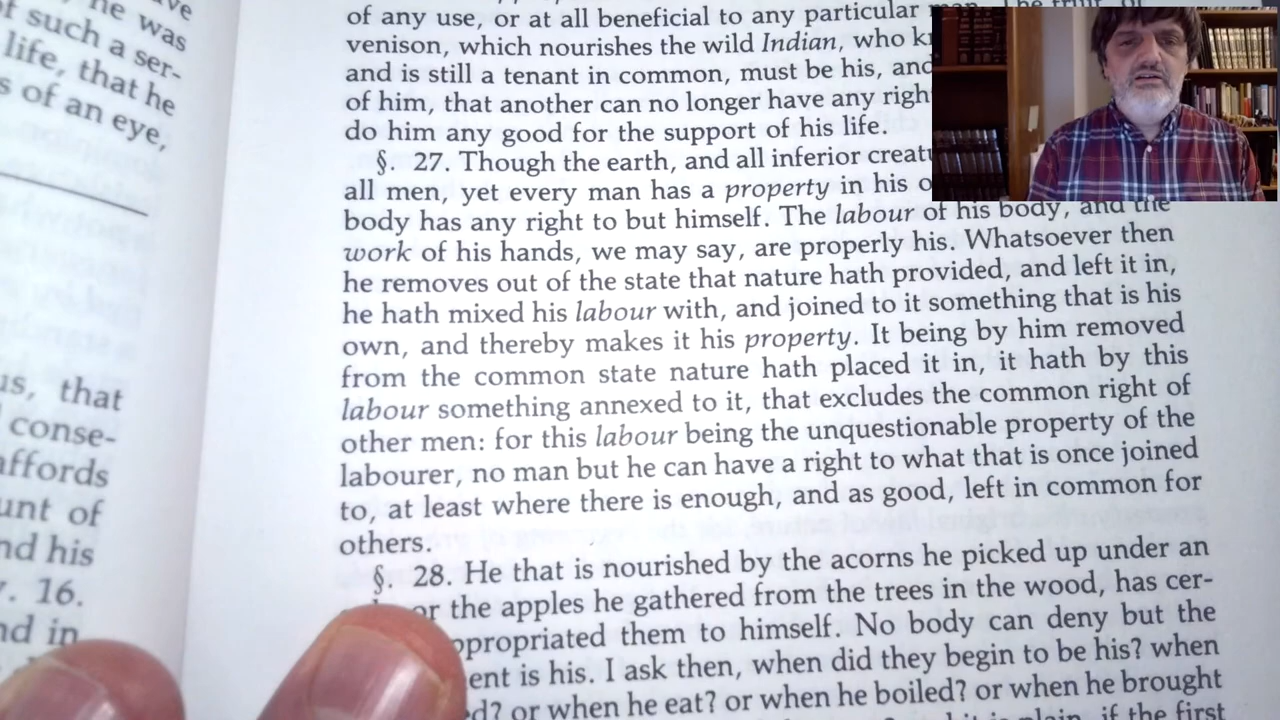 ve
he was
such a ser-
life, that he
s of an eye,
us, that
conse-
affords
unt of
nd his
. 16.
nd in
of any use, or at all beneficial to any particular
venison, which nourishes the wild Indian, who
and is still a tenant in common, must be his, and
of him, that another can no longer have any
do him any good for the support of his life.
§. 27. Though the earth, and all inferior
all men, yet every man has a property in his
body has any right to but himself. The labour of his body, and the
work of his hands, we may say, are properly his. Whatsoever then
he removes out of the state that nature hath provided, and left it in,
he hath mixed his labour with, and joined to it something that is his
own, and thereby makes it his property. It being by him removed
from the common state nature hath placed it in, it hath by this
labour something annexed to it, that excludes the common right of
other men: for this labour being the unquestionable property of the
labourer, no man but he can have a right to what that is once joined
to, at least where there is enough, and as good, left in common for
others.
§. 28. He that is nourished by the acorns he picked up under an
or the apples he gathered from the trees in the wood, has cer-
ppropriated them to himself. No body can deny but the
ent is his. I ask then, when did they begin to be his? when
d? or when he eat? or when he boiled? or when he brought
it is plain, if the first